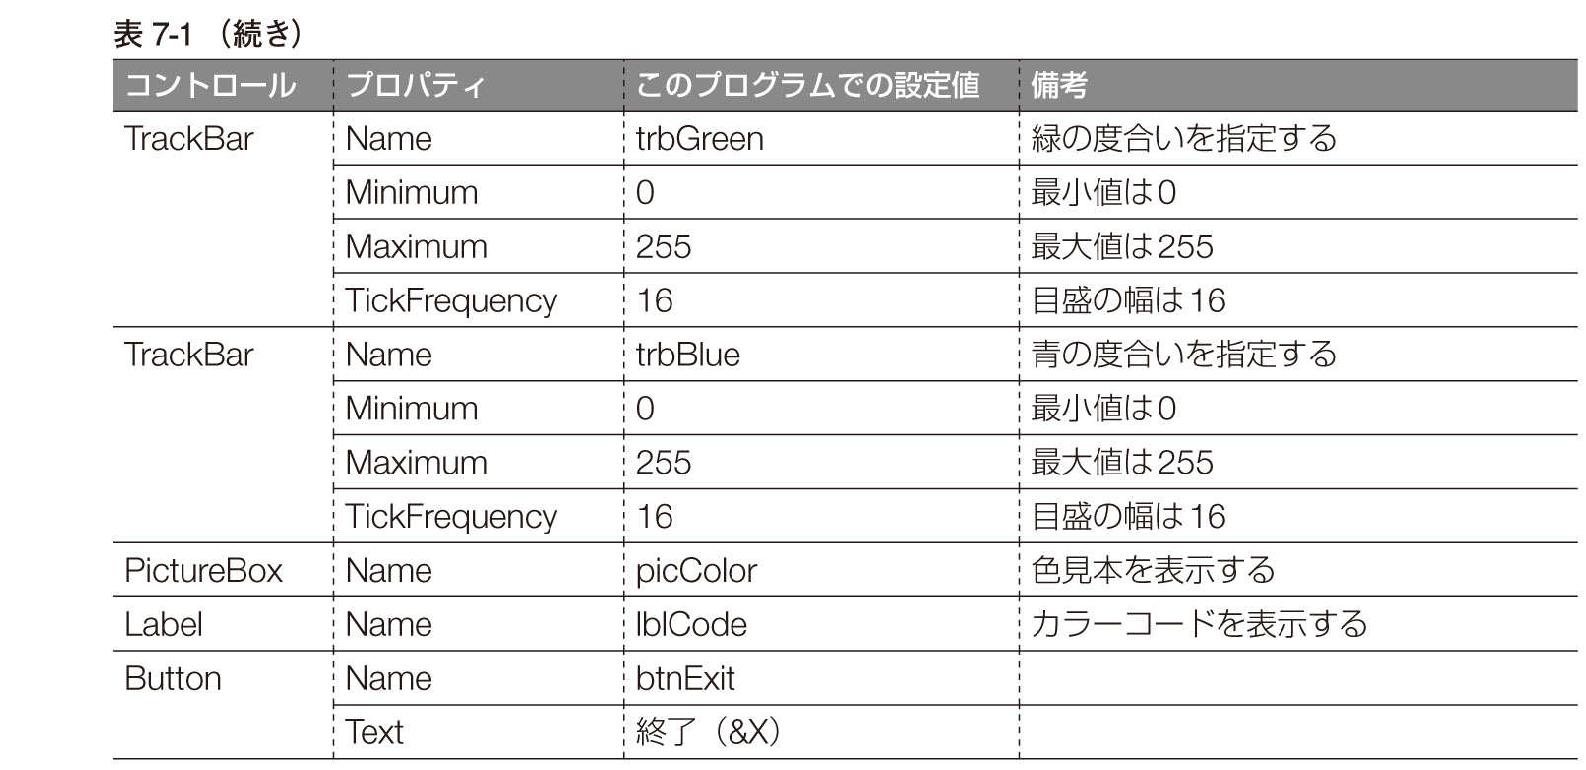 表 7-1 （続き）
コントロール プロパティ このプログラムでの設定値 備考
TrackBar Name trbGreen 緑の度合いを指定する
Minimum 0 最小値は0
Maximum 255 最大値は255
TickFrequency 16 目盛の幅は16
TrackBar Name trbBlue 青の度合いを指定する
Minimum 0 最小値は0
Maximum 255 最大値は255
TickFrequency 16 目盛の幅は16
PictureBox Name picColor 色見本を表示する
Label Name lblCode カラーコードを表示する
Button Name btnExit
Text 終了（&X）